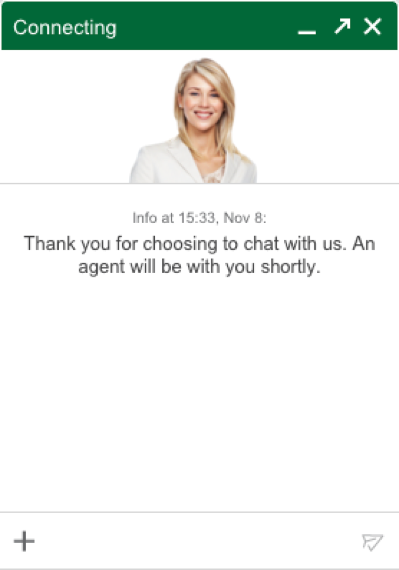 Connecting
Info at 15:33, Nov 8:
Thank you for choosing to chat with us. An
agent will be with you shortly.